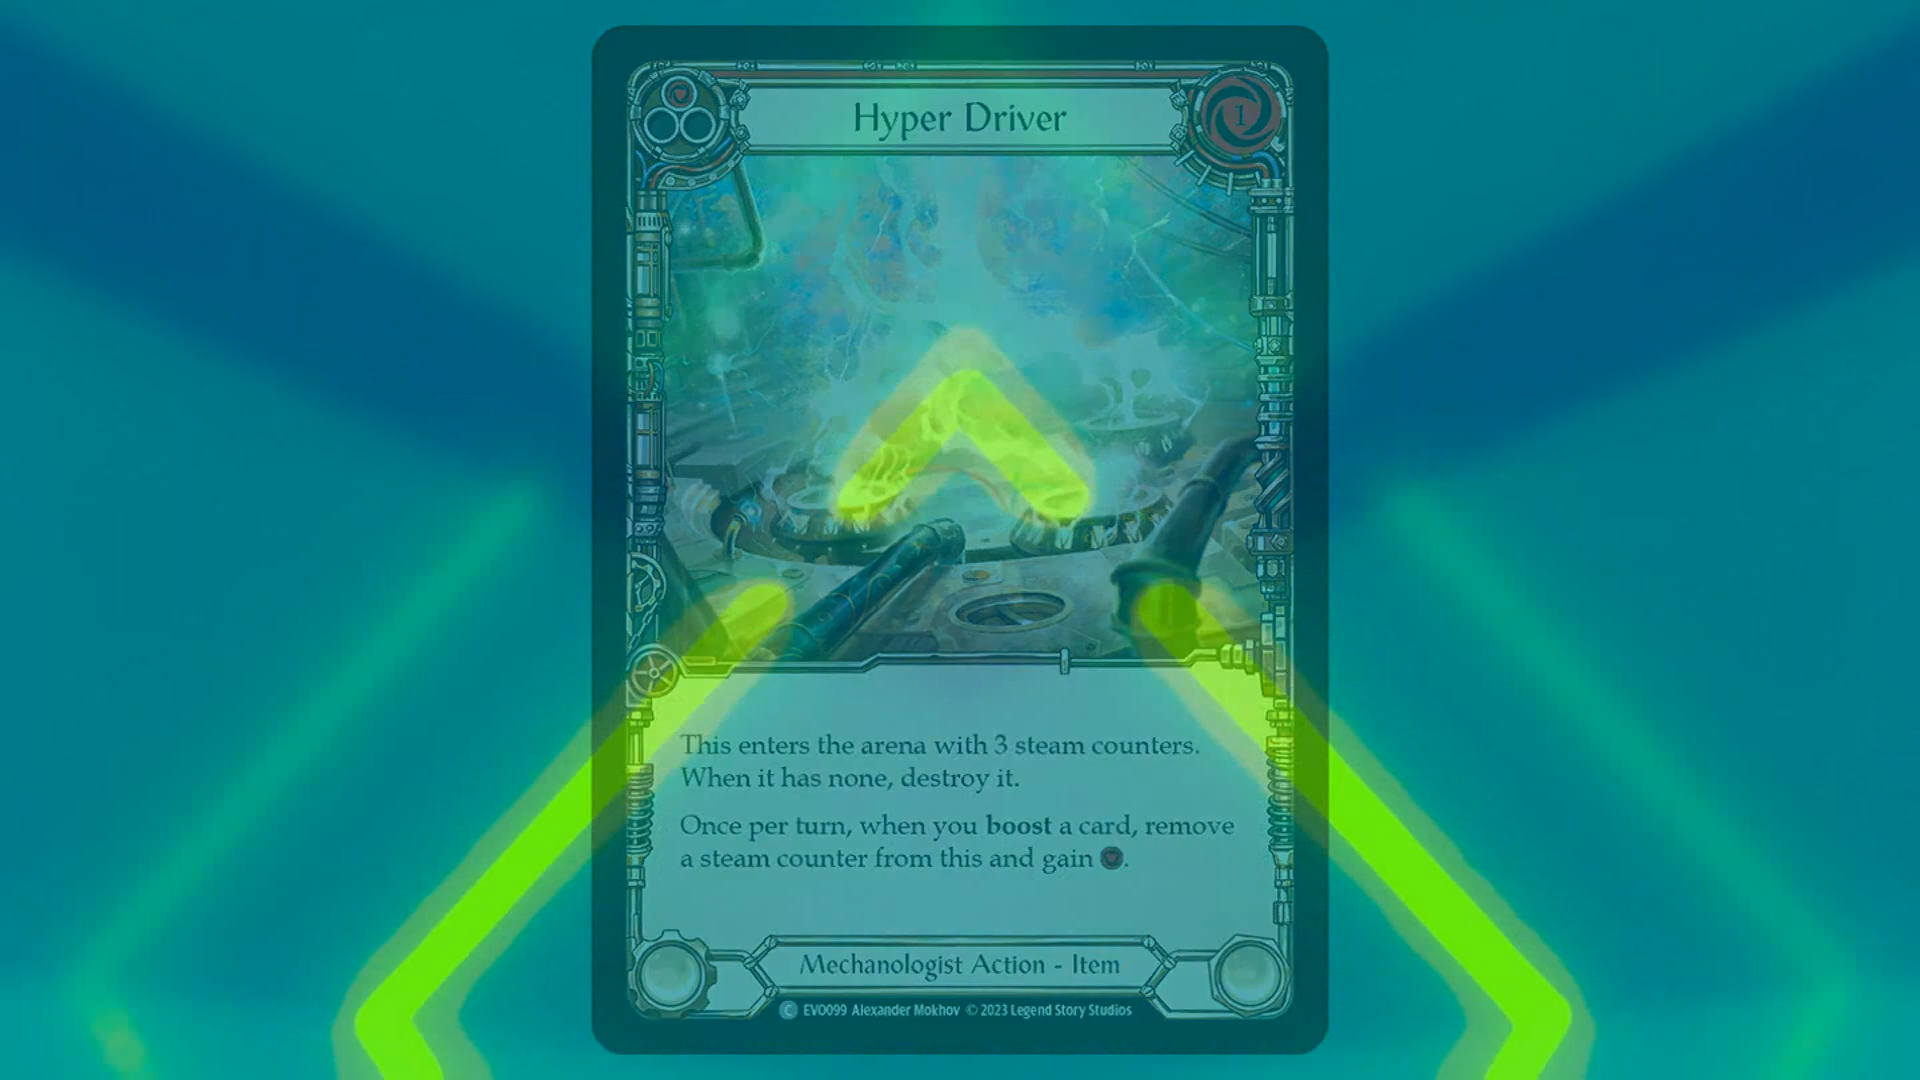 Hyper Driver
1
This enters the arena with 3 steam counters.
When it has none, destroy it.
Once per turn, when you boost a card, remove
a steam counter from this and gain .
Mechanologist Action - Item
C EVO099 Alexander Mokhov © 2023 Legend Story Studios